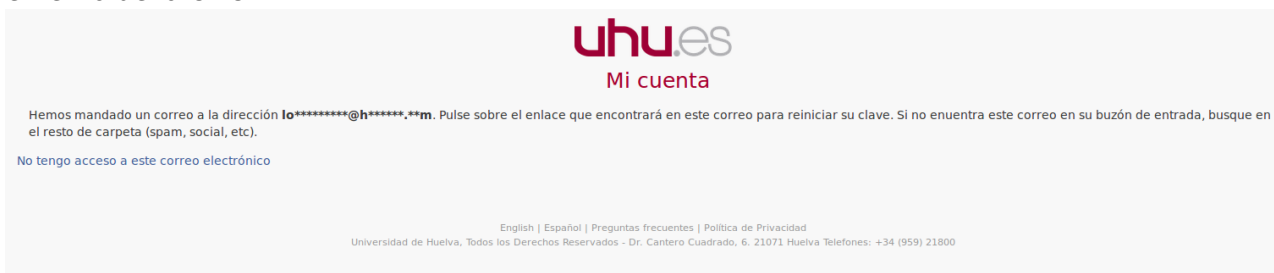 uhu.es
Mi cuenta
Hemos mandado un correo a la dirección lo*********@h******.**m. Pulse sobre el enlace que encontrará en este correo para reiniciar su clave. Si no enuentra este correo en su buzón de entrada, busque en
el resto de carpeta (spam, social, etc).
No tengo acceso a este correo electrónico
English | Español | Preguntas frecuentes | Política de Privacidad
Universidad de Huelva, Todos los Derechos Reservados - Dr. Cantero Cuadrado, 6. 21071 Huelva Telefones: +34 (959) 21800